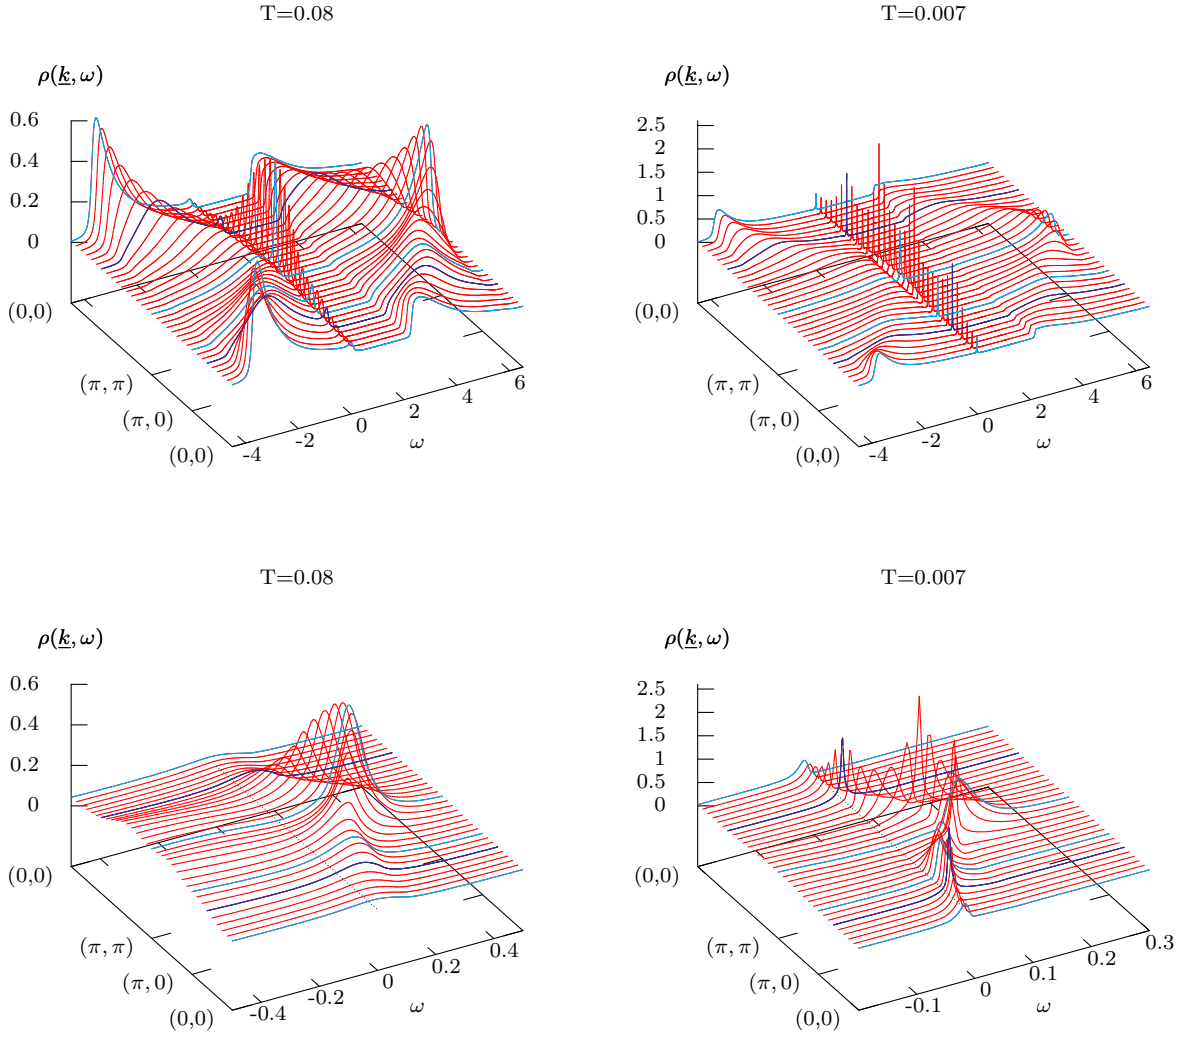 T=0.08
ρ(k, ω)
0.6
0.4
0.2
0
(0,0)
(π, π)
(π, 0)
(0,0)
-4
-2
0
2
4
6
ω
T=0.007
ρ(k, ω)
2.5
2
1.5
1
0.5
0
(0,0)
(π, π)
(π, 0)
(0,0)
-4
-2
0
2
4
6
ω
T=0.08
ρ(k, ω)
0.6
0.4
0.2
0
(0,0)
(π, π)
(π, 0)
(0,0)
-0.4
-0.2
0
0.2
0.4
ω
T=0.007
ρ(k, ω)
2.5
2
1.5
1
0.5
0
(0,0)
(π, π)
(π, 0)
(0,0)
-0.1
0
0.1
0.2
0.3
ω